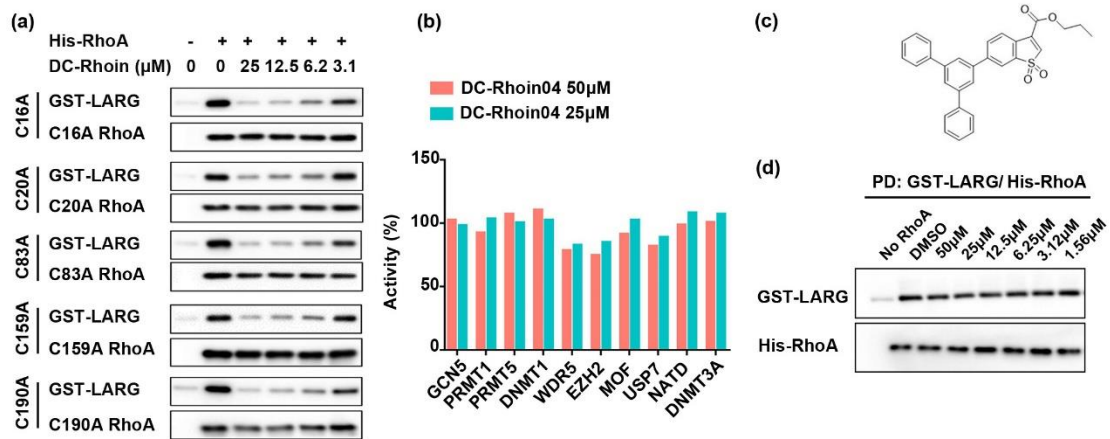 (a)
His-RhoA - + + + + +
DC-Rhoin (µM) 0 0 25 12.5 6.2 3.1
C16A
GST-LARG
C16A RhoA
C20A
GST-LARG
C20A RhoA
C83A
GST-LARG
C83A RhoA
C159A
GST-LARG
C159A RhoA
C190A
GST-LARG
C190A RhoA
(b)
DC-Rhoin04 50µM
DC-Rhoin04 25µM
Activity (%)
150
100
50
0
GCN5
PRMT1
PRMT5
DNMT1
WDR5
EZH2
MOF
USP7
NATD
DNMT3A
(c)
O
O
S
O O
(d)
PD: GST-LARG/ His-RhoA
No RhoA
DMSO
50µM
25µM
12.5µM
6.25µM
3.12µM
1.56µM
GST-LARG
His-RhoA